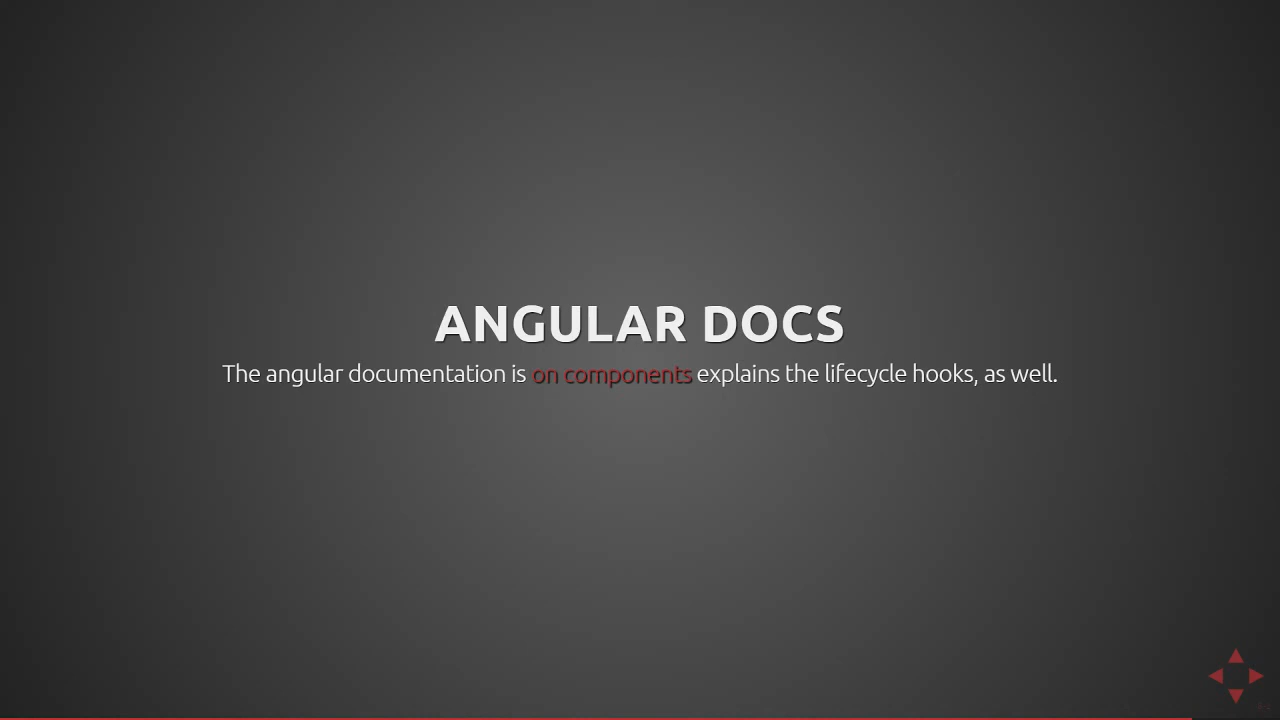 ANGULAR DOCS
The angular documentation is on components explains the lifecycle hooks, as well.